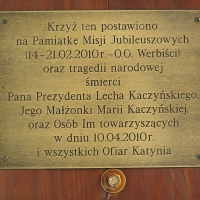 Krzyż ten postawiono
na Pamiątkę Misji Jubileuszowych
(14-21.02.2010r.-O.O. Werbiści)
oraz tragedii narodowej
śmierci
Pana Prezydenta Lecha Kaczyńskiego,
Jego Małżonki Marii Kaczyńskiej,
oraz Osób Im towarzyszących
w dniu 10.04.2010r.
i wszystkich Ofiar Katynia